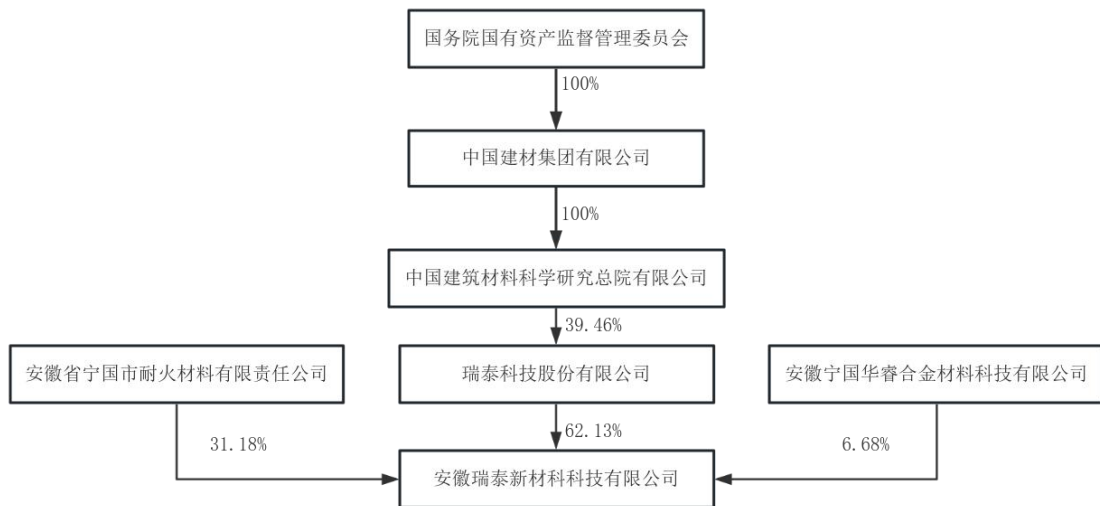 国务院国有资产监督管理委员会
100%
中国建材集团有限公司
100%
中国建筑材料科学研究总院有限公司
39.46%
安徽省宁国市耐火材料有限责任公司
瑞泰科技股份有限公司
安徽宁国华睿合金材料科技有限公司
31.18%
62.13%
6.68%
安徽瑞泰新材科科技有限公司